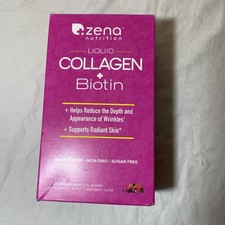 zena
nutrition
LIQUID
COLLAGEN
+
Biotin
+ Helps Reduce the Depth and
Appearance of Wrinkles†
+ Supports Radiant Skin*
NON-GMO - SUGAR FREE